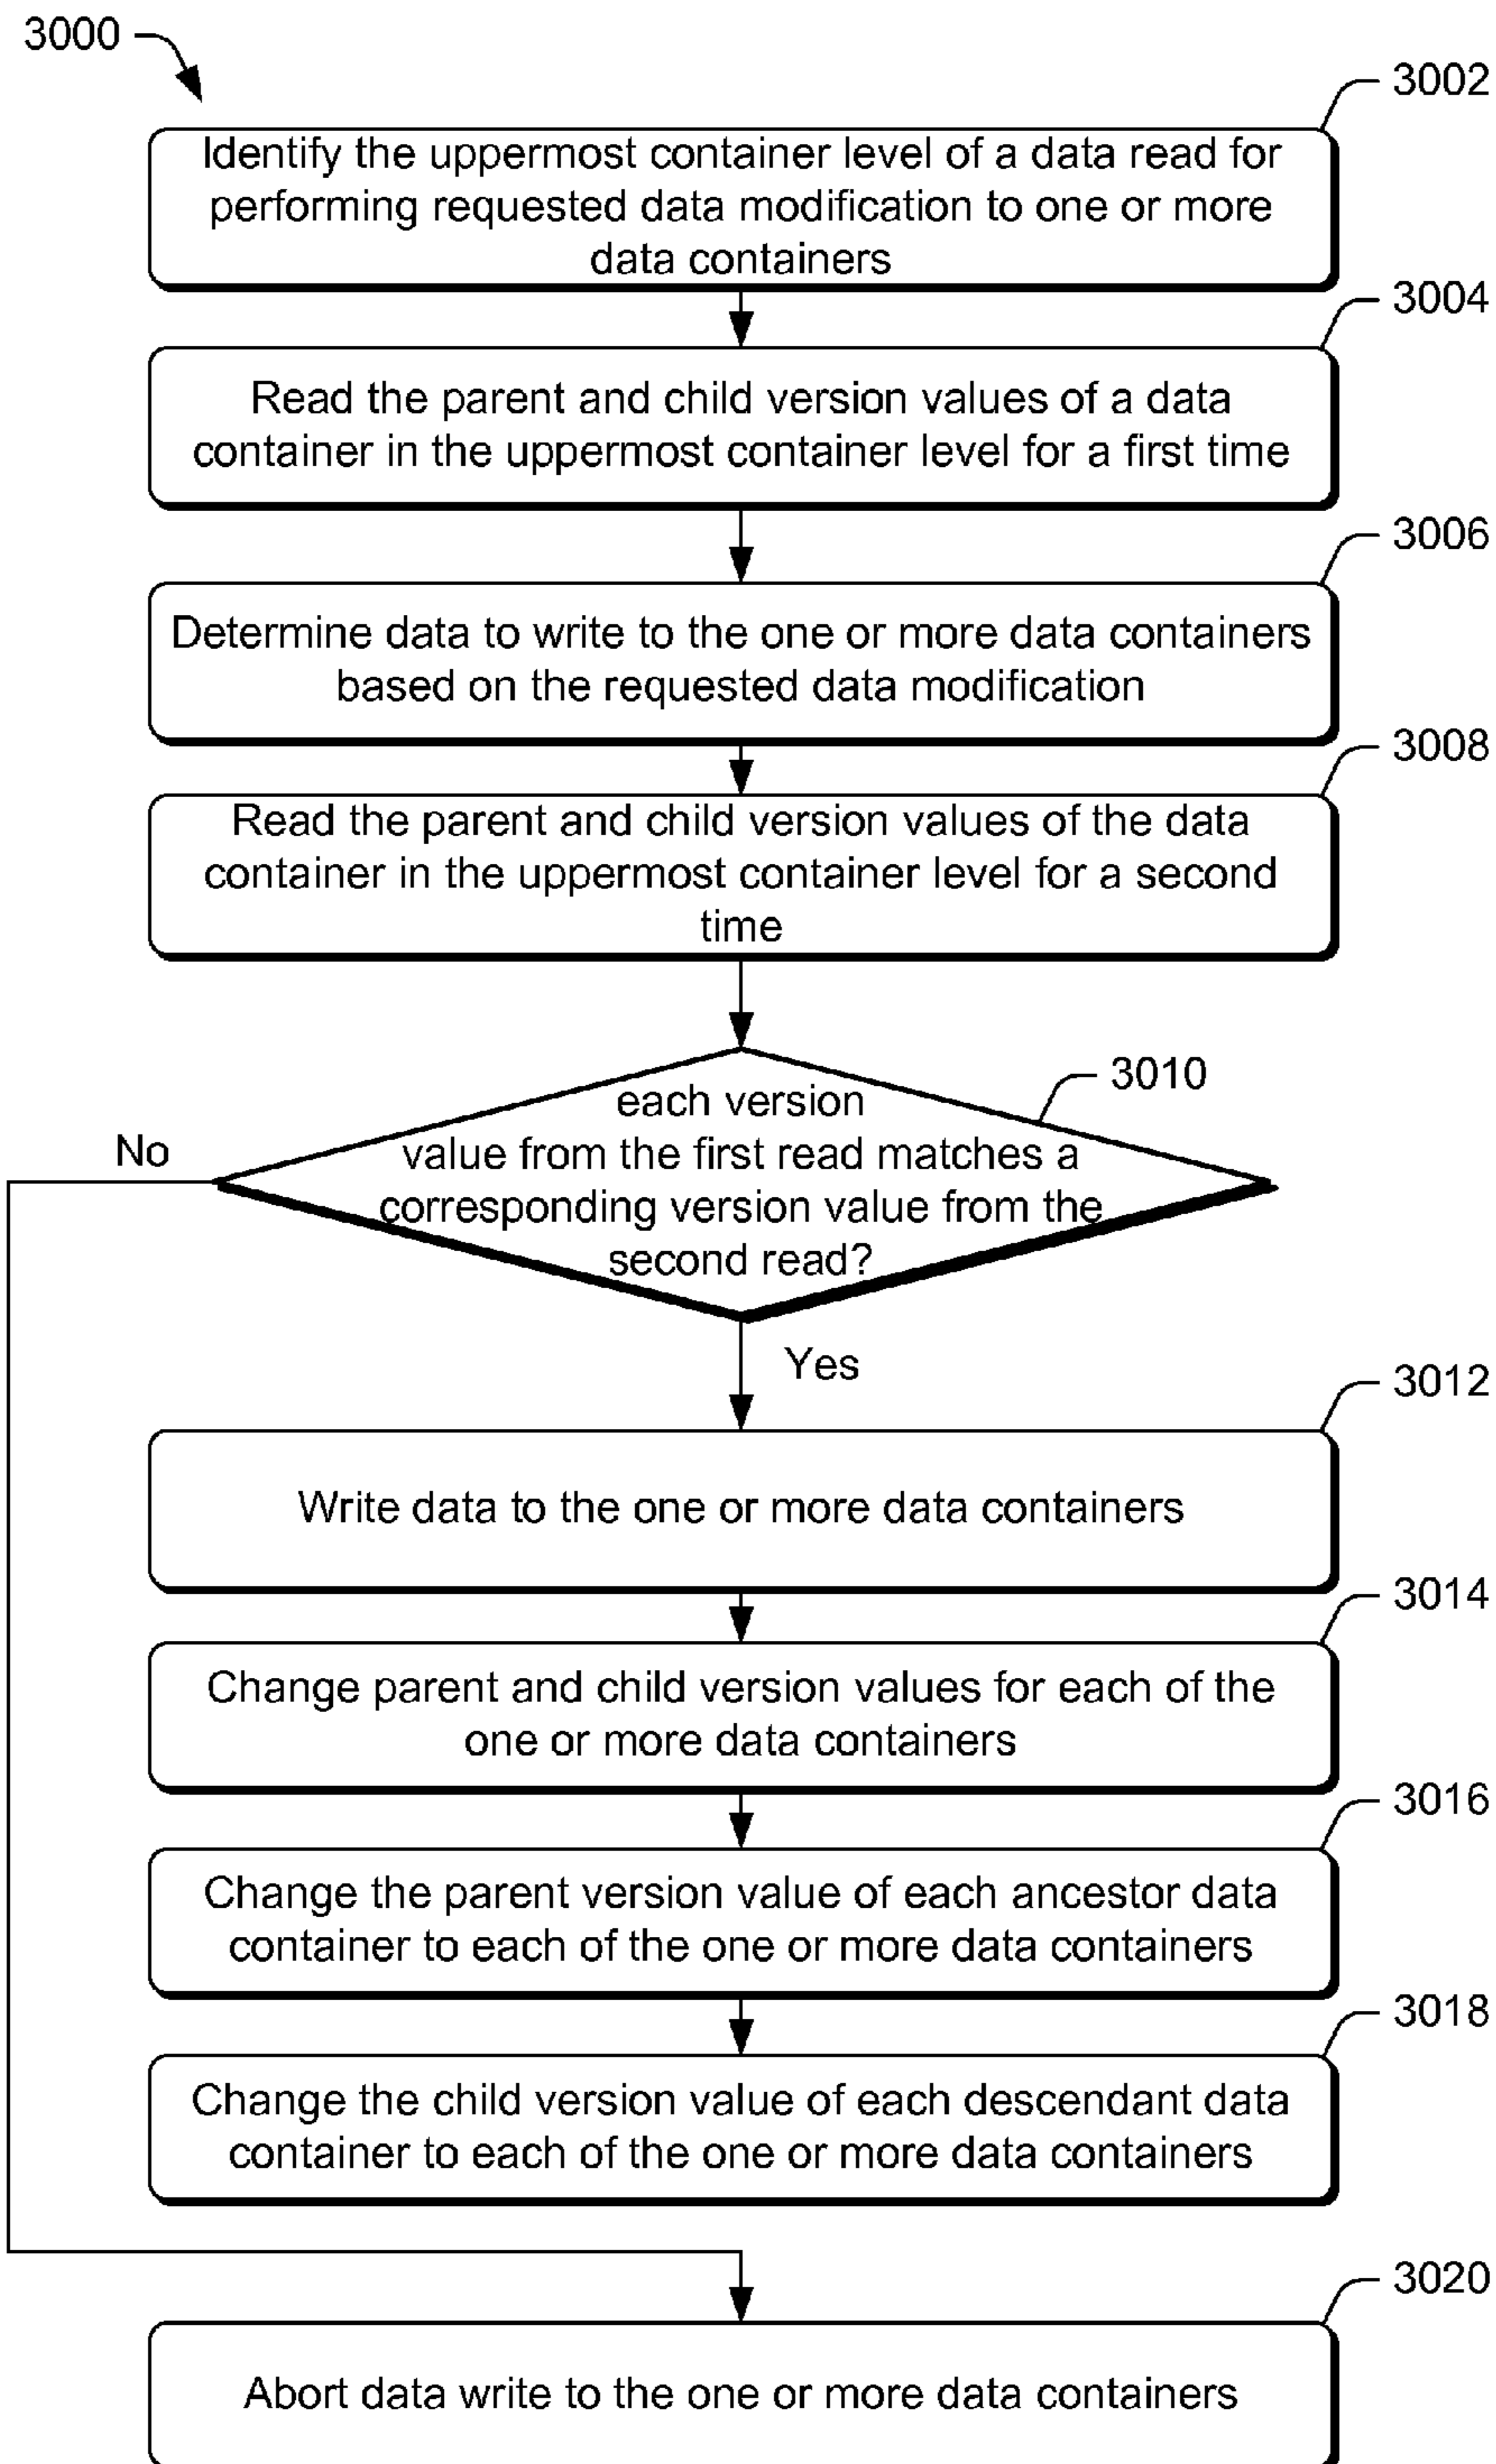 3000
3002
Identify the uppermost container level of a data read for
performing requested data modification to one or more
data containers
3004
Read the parent and child version values of a data
container in the uppermost container level for a first time
3006
Determine data to write to the one or more data containers
based on the requested data modification
3008
Read the parent and child version values of the data
container in the uppermost container level for a second
time
3010
each version
value from the first read matches a
corresponding version value from the
second read?
No
Yes
3012
Write data to the one or more data containers
3014
Change parent and child version values for each of the
one or more data containers
3016
Change the parent version value of each ancestor data
container to each of the one or more data containers
3018
Change the child version value of each descendant data
container to each of the one or more data containers
3020
Abort data write to the one or more data containers